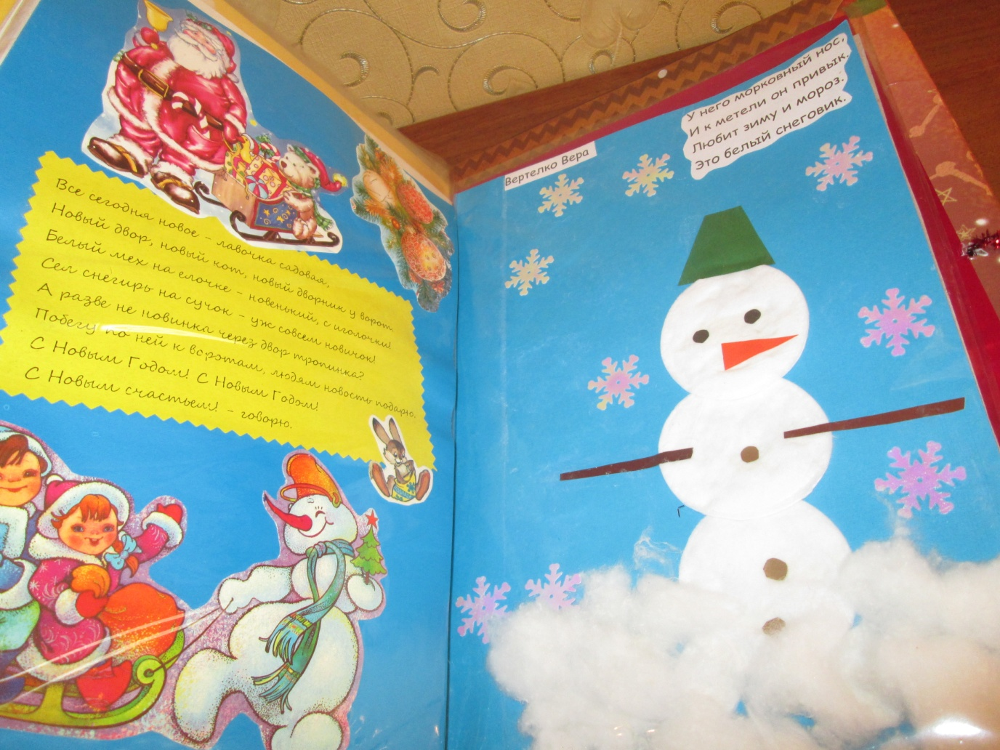 Все сегодня новое – лавочка садовая,
Новый двор, новый кот, новый дворник у ворот.
Белый мех на елочке – новенький, с иголочки!
Сел снегирь на сучок – уж совсем новичок!
А разве не новинка через двор тропинка?
Побегу по ней к встрэтам, людям новость подарю.
С Новым Годом! С Новым Годом!
С Новым счастьем! – говорю.
Вертелко Вера
У него морковный нос,
И к метели он привык.
Любит зиму и мороз.
Это белый снеговик.